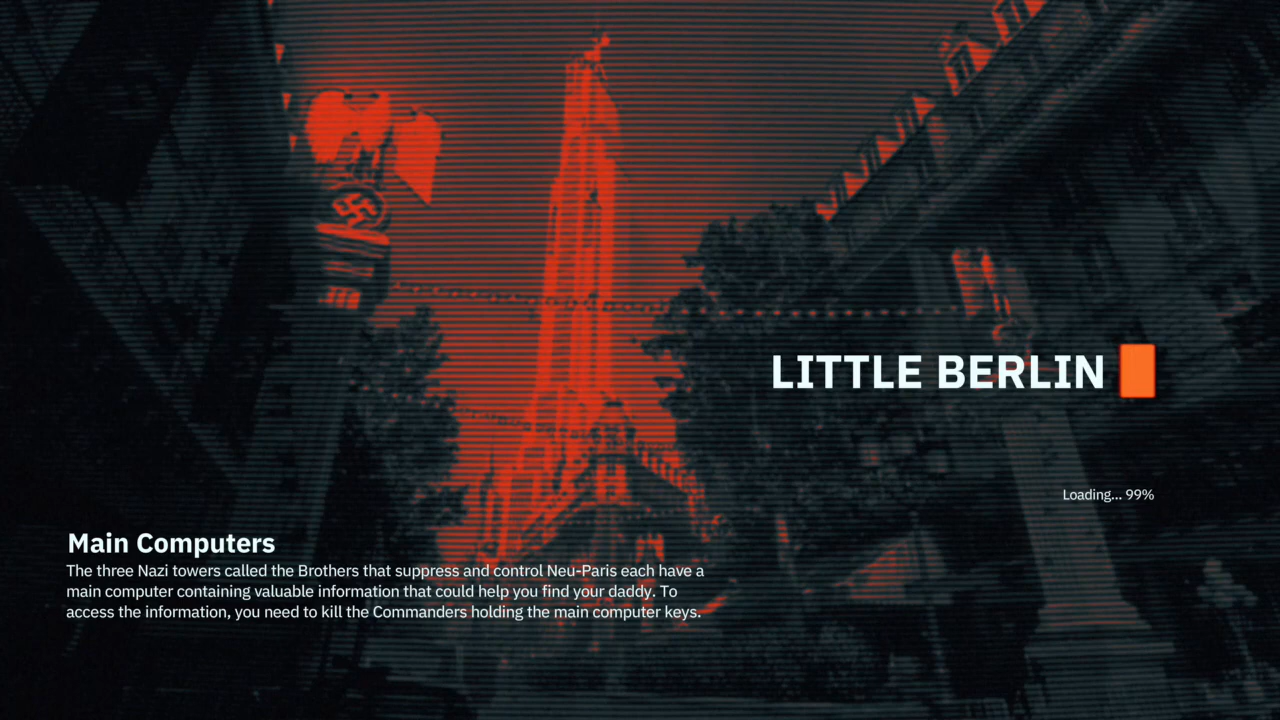 LITTLE BERLIN
Loading... 99%
Main Computers
The three Nazi towers called the Brothers that suppress and control Neu-Paris each have a
main computer containing valuable information that could help you find your daddy. To
access the information, you need to kill the Commanders holding the main computer keys.